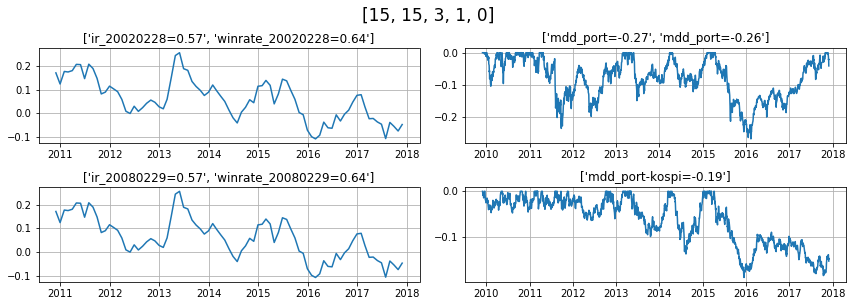 [15, 15, 3, 1, 0]
['ir_20020228=0.57', 'winrate_20020228=0.64']
0.2
0.1
0.0
−0.1
2011 2012 2013 2014 2015 2016 2017 2018
['mdd_port=-0.27', 'mdd_port=-0.26']
0.0
−0.1
−0.2
2010 2011 2012 2013 2014 2015 2016 2017 2018
['ir_20080229=0.57', 'winrate_20080229=0.64']
0.2
0.1
0.0
−0.1
2011 2012 2013 2014 2015 2016 2017 2018
['mdd_port-kospi=-0.19']
0.0
−0.1
2010 2011 2012 2013 2014 2015 2016 2017 2018